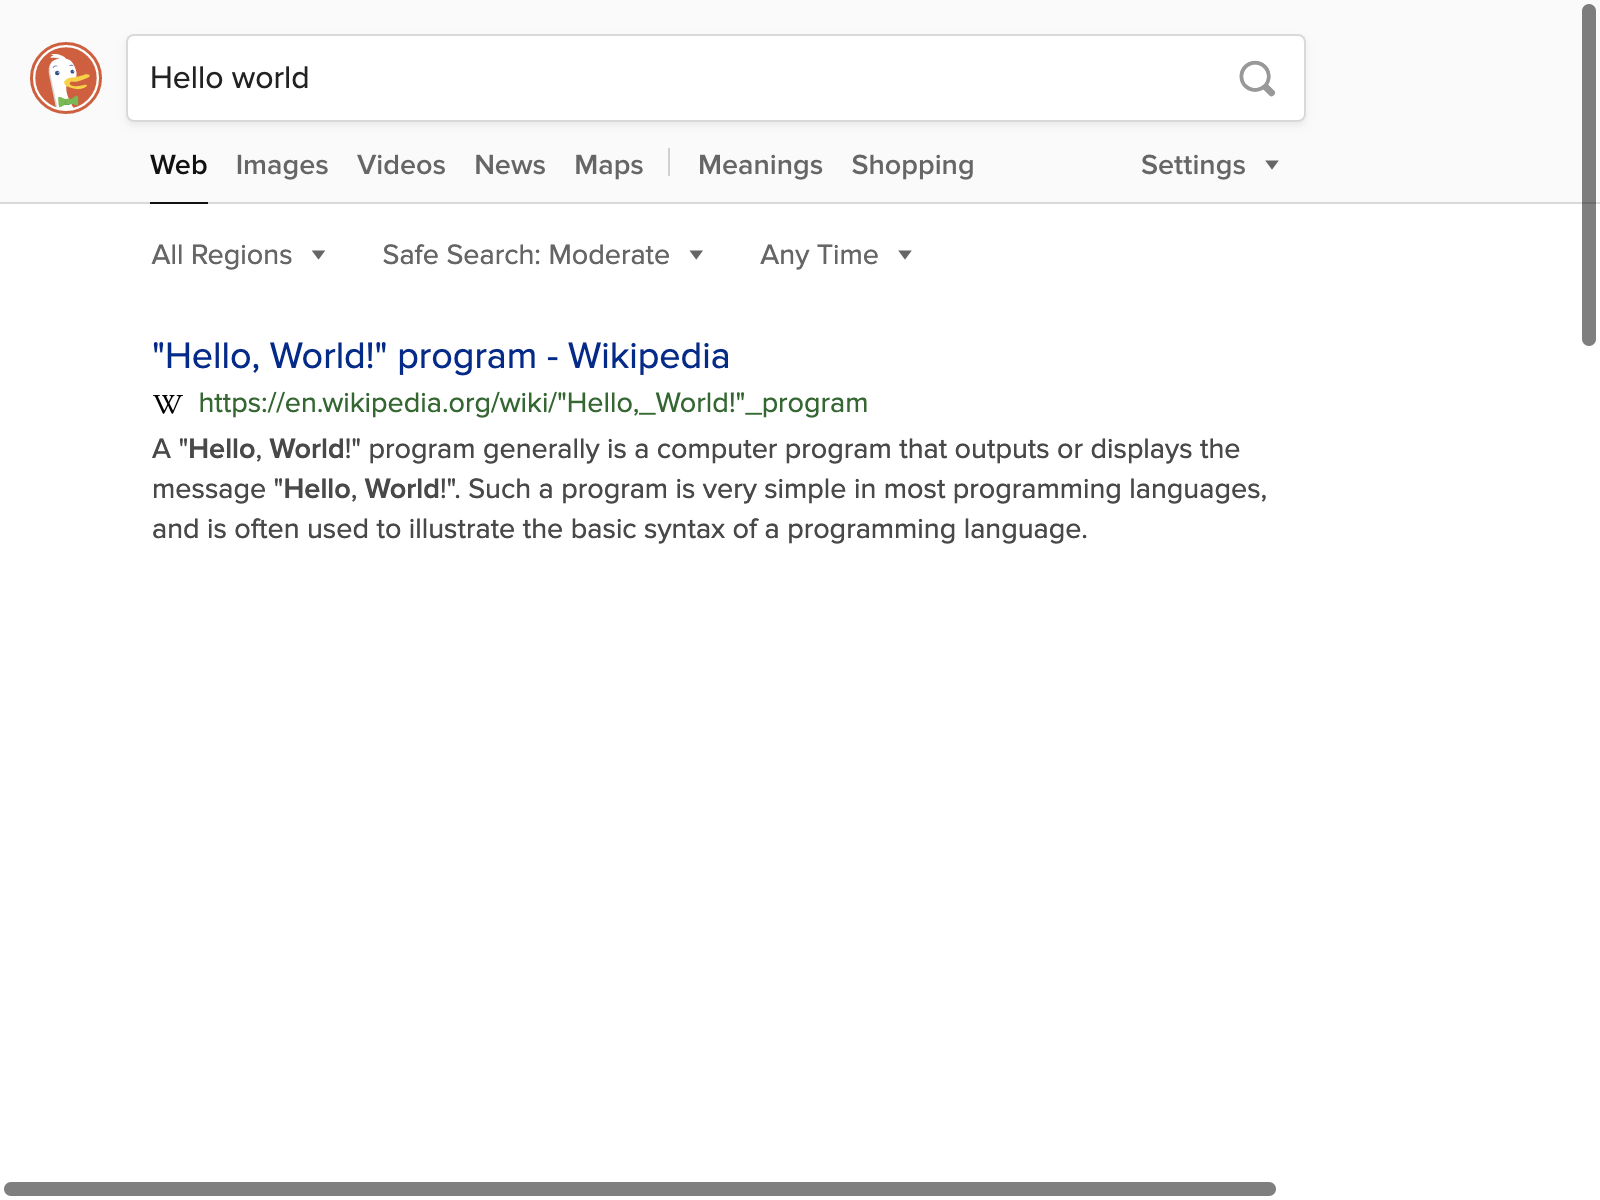 Hello world
Web Images Videos News Maps Meanings Shopping Settings
All Regions Safe Search: Moderate Any Time
"Hello, World!" program - Wikipedia
W https://en.wikipedia.org/wiki/"Hello,_World!"_program
A "Hello, World!" program generally is a computer program that outputs or displays the
message "Hello, World!". Such a program is very simple in most programming languages,
and is often used to illustrate the basic syntax of a programming language.